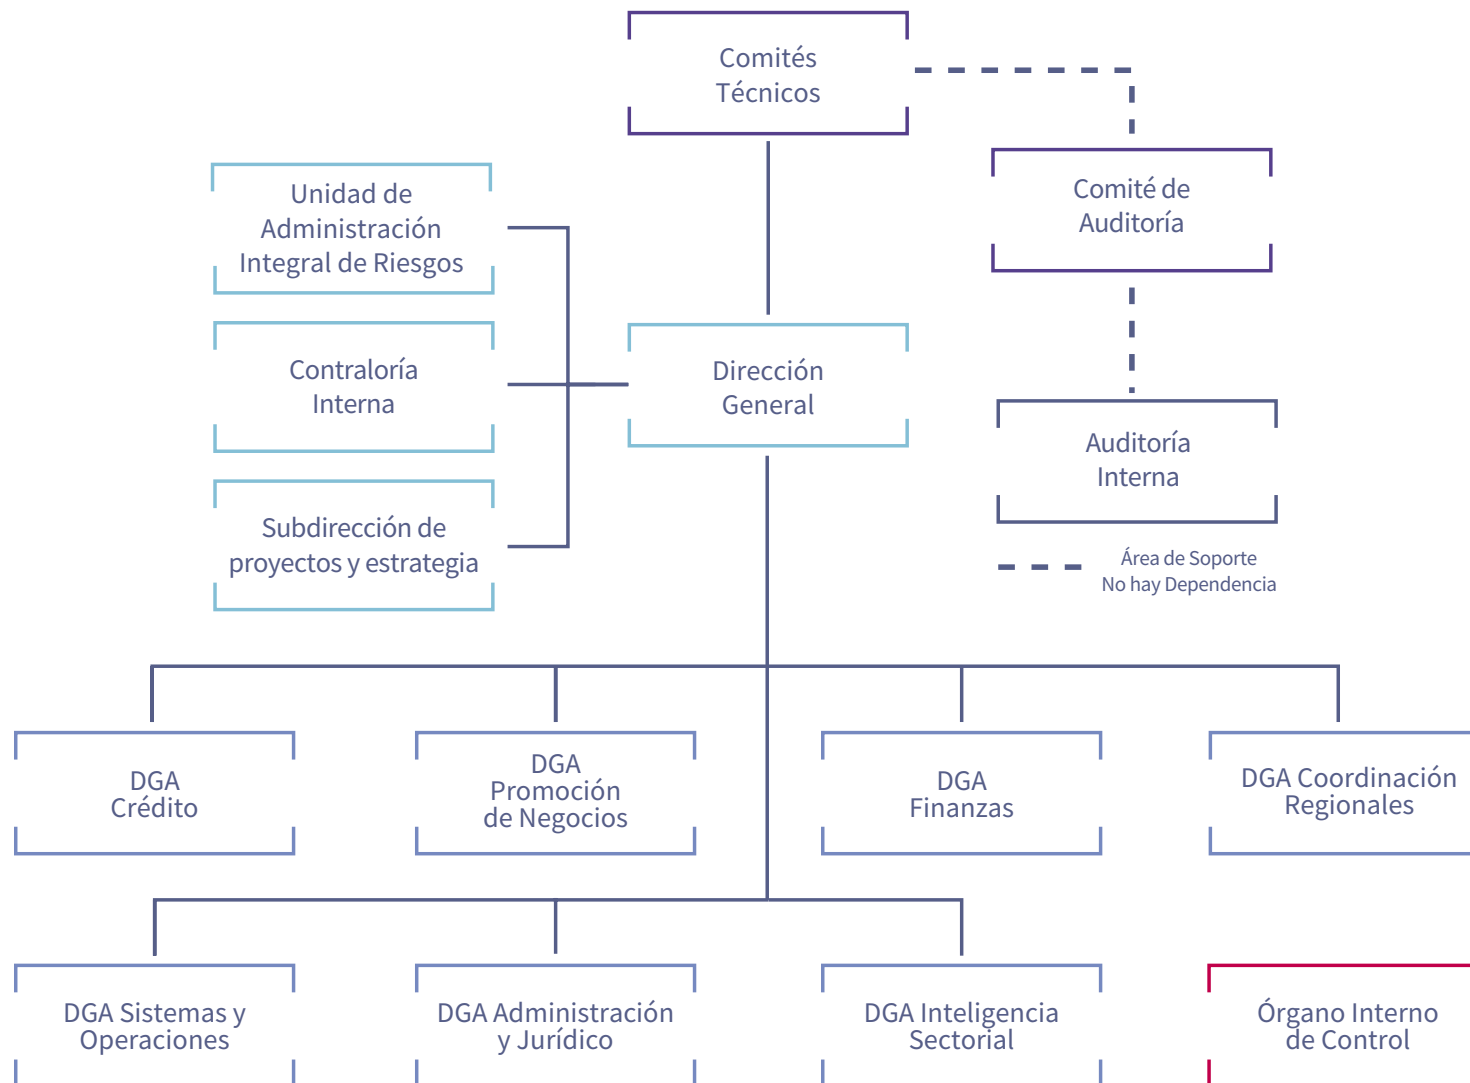 Comités
Técnicos
Comité de
Auditoría
Unidad de
Administración
Integral de Riesgos
Contraloría
Interna
Dirección
General
Auditoría
Interna
Subdirección de
proyectos y estrategia
Área de Soporte
No hay Dependencia
DGA
Crédito
DGA
Promoción
de Negocios
DGA
Finanzas
DGA Coordinación
Regionales
DGA Sistemas y
Operaciones
DGA Administración
y Jurídico
DGA Inteligencia
Sectorial
Órgano Interno
de Control